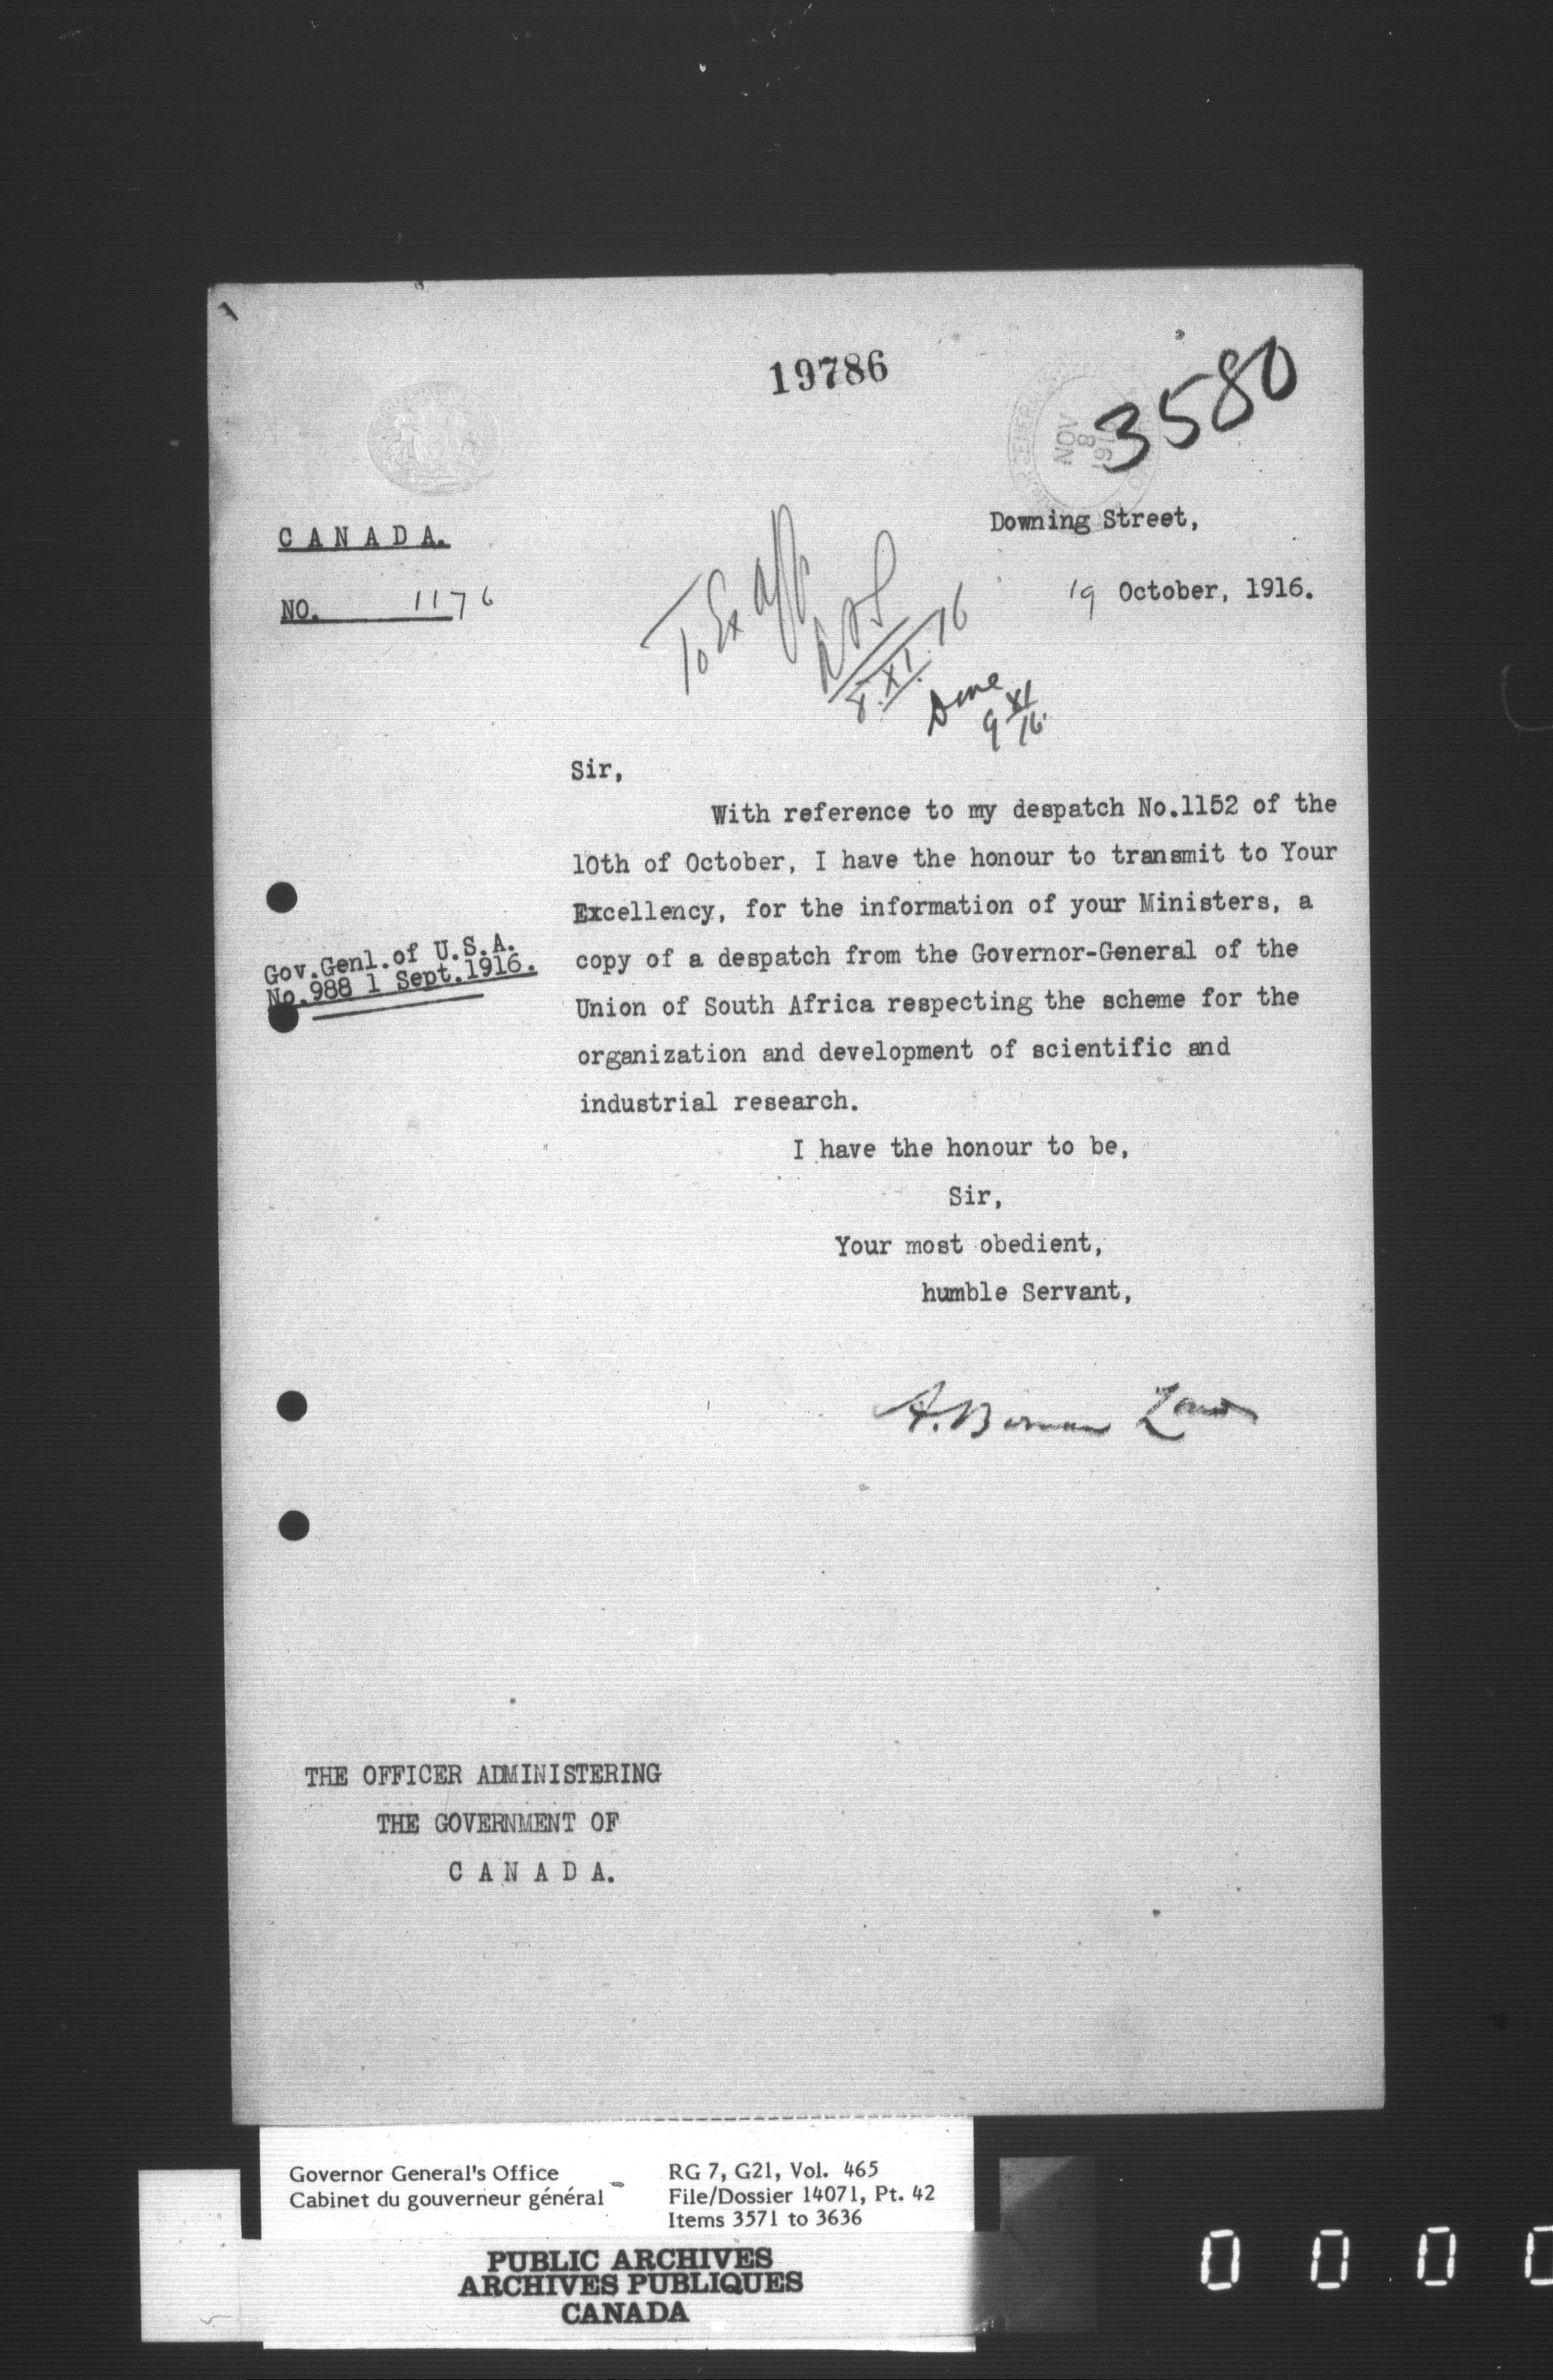 19786
3580
NOV
8
1916
CANADA.
Downing Street,
NO. 1176
19 October, 1916.
To Ex. Aff
8.XI.16
Done
9 XI
16.
Sir,
With reference to my despatch No.1152 of the
10th of October, I have the honour to transmit to Your
Excellency, for the information of your Ministers, a
copy of a despatch from the Governor-General of the
Union of South Africa respecting the scheme for the
organization and development of scientific and
industrial research.
Gov.Genl.of U.S.A.
No.988 1 Sept.1916.
I have the honour to be,
Sir,
Your most obedient,
humble Servant,
A. Bonar Law
THE OFFICER ADMINISTERING
THE GOVERNMENT OF
CANADA.
Governor General's Office
Cabinet du gouverneur général
RG 7, G21, Vol. 465
File/Dossier 14071, Pt. 42
Items 3571 to 3636
PUBLIC ARCHIVES
ARCHIVES PUBLIQUES
CANADA
0 0 0 0